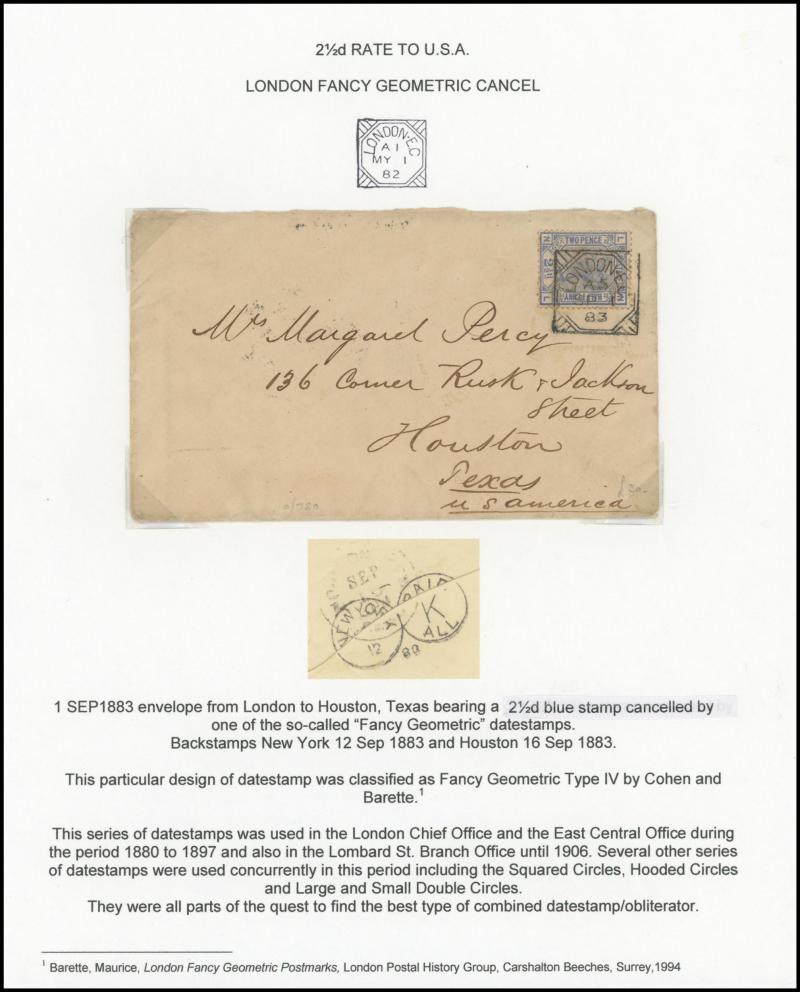 2½d RATE TO U.S.A.
LONDON FANCY GEOMETRIC CANCEL
LONDON·E.C
A 1
MY 1
82
TWO PENCE
N L
L M
LONDON·E.C
A5
83
Mrs Margaret Percy
136 Corner Rusk & Jackson
Street
Houston
Texas
U S America
£30.
0/780
SEP
NEW YORK
12
PAID
K
ALL
1 SEP1883 envelope from London to Houston, Texas bearing a 2½d blue stamp cancelled by
one of the so-called “Fancy Geometric” datestamps.
Backstamps New York 12 Sep 1883 and Houston 16 Sep 1883.
This particular design of datestamp was classified as Fancy Geometric Type IV by Cohen and
Barette.1
This series of datestamps was used in the London Chief Office and the East Central Office during
the period 1880 to 1897 and also in the Lombard St. Branch Office until 1906. Several other series
of datestamps were used concurrently in this period including the Squared Circles, Hooded Circles
and Large and Small Double Circles.
They were all parts of the quest to find the best type of combined datestamp/obliterator.
1 Barette, Maurice, London Fancy Geometric Postmarks, London Postal History Group, Carshalton Beeches, Surrey,1994